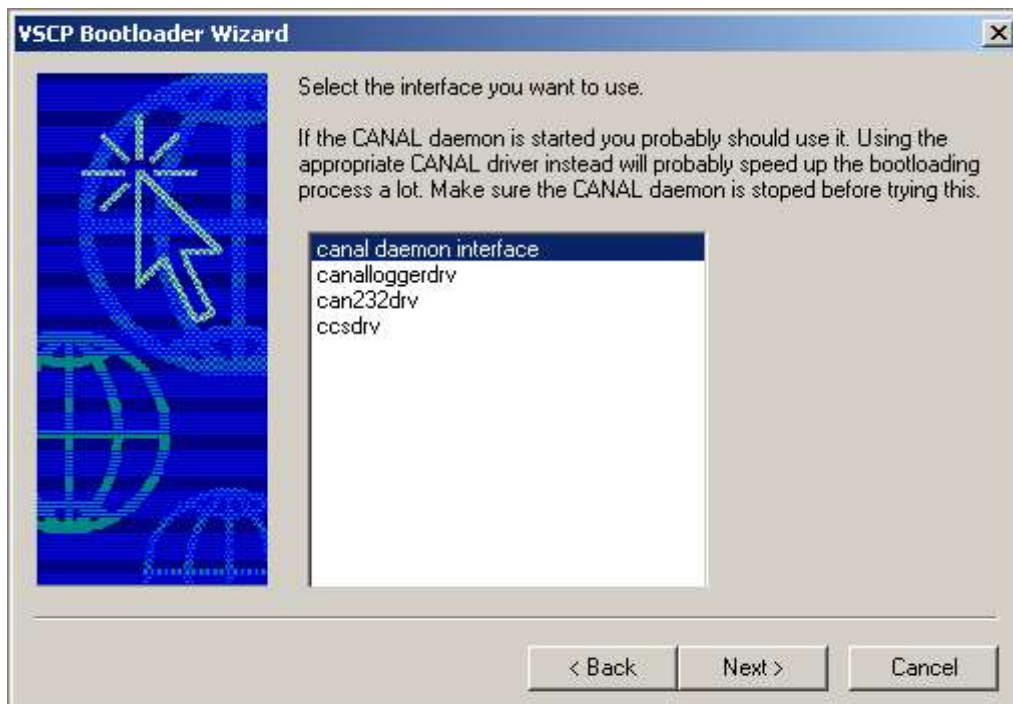 VSCP Bootloader Wizard
Select the interface you want to use.
If the CANAL daemon is started you probably should use it. Using the
appropriate CANAL driver instead will probably speed up the bootloading
process a lot. Make sure the CANAL daemon is stoped before trying this.
canal daemon interface
canalloggerdrv
can232drv
ccsdrv
< Back
Next >
Cancel